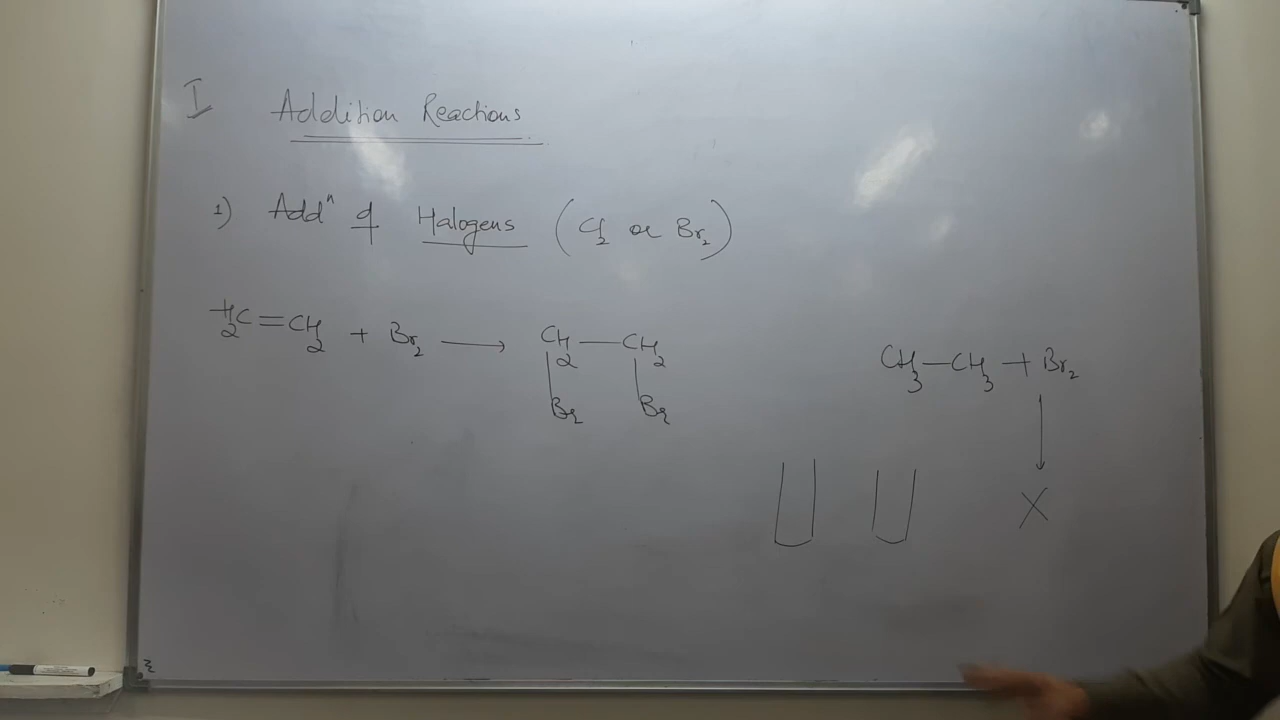 I Addition Reactions
1) Addⁿ of Halogens (Cl₂ or Br₂)
H₂C=CH₂ + Br₂ ⟶ CH₂—CH₂
Br Br
CH₃—CH₃ + Br₂
X